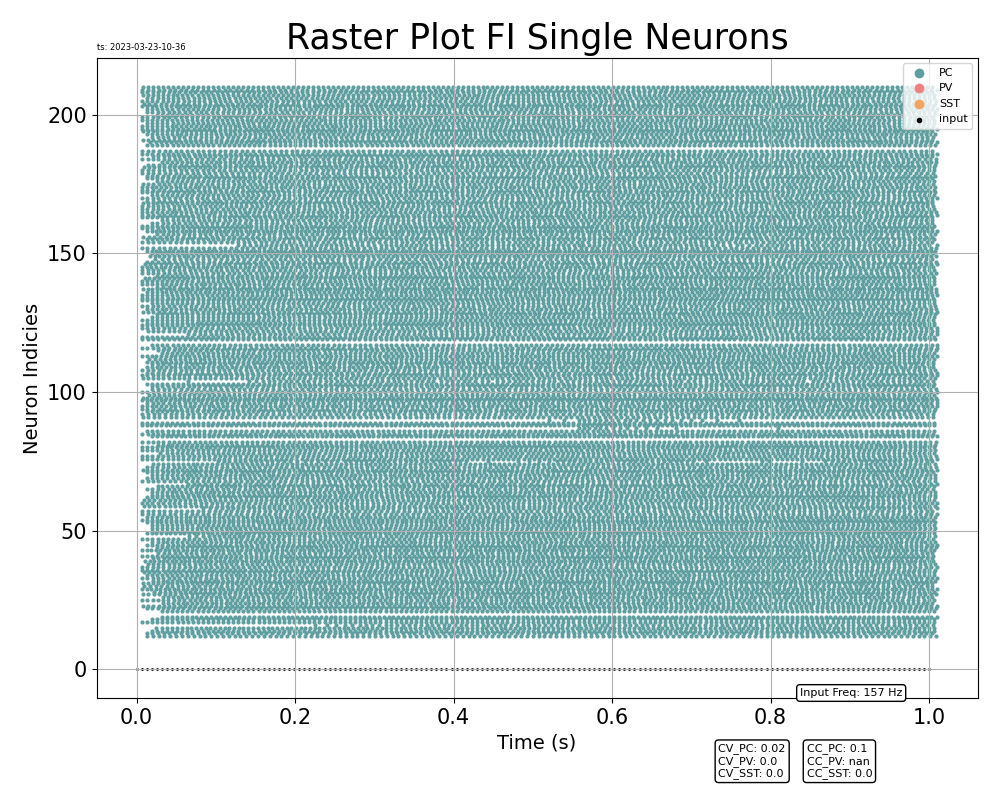 Raster Plot FI Single Neurons
ts: 2023-03-23-10-36
PC
PV
SST
input
200
150
100
50
0
Neuron Indicies
Input Freq: 157 Hz
0.0 0.2 0.4 0.6 0.8 1.0
Time (s)
CV_PC: 0.02
CV_PV: 0.0
CV_SST: 0.0
CC_PC: 0.1
CC_PV: nan
CC_SST: 0.0